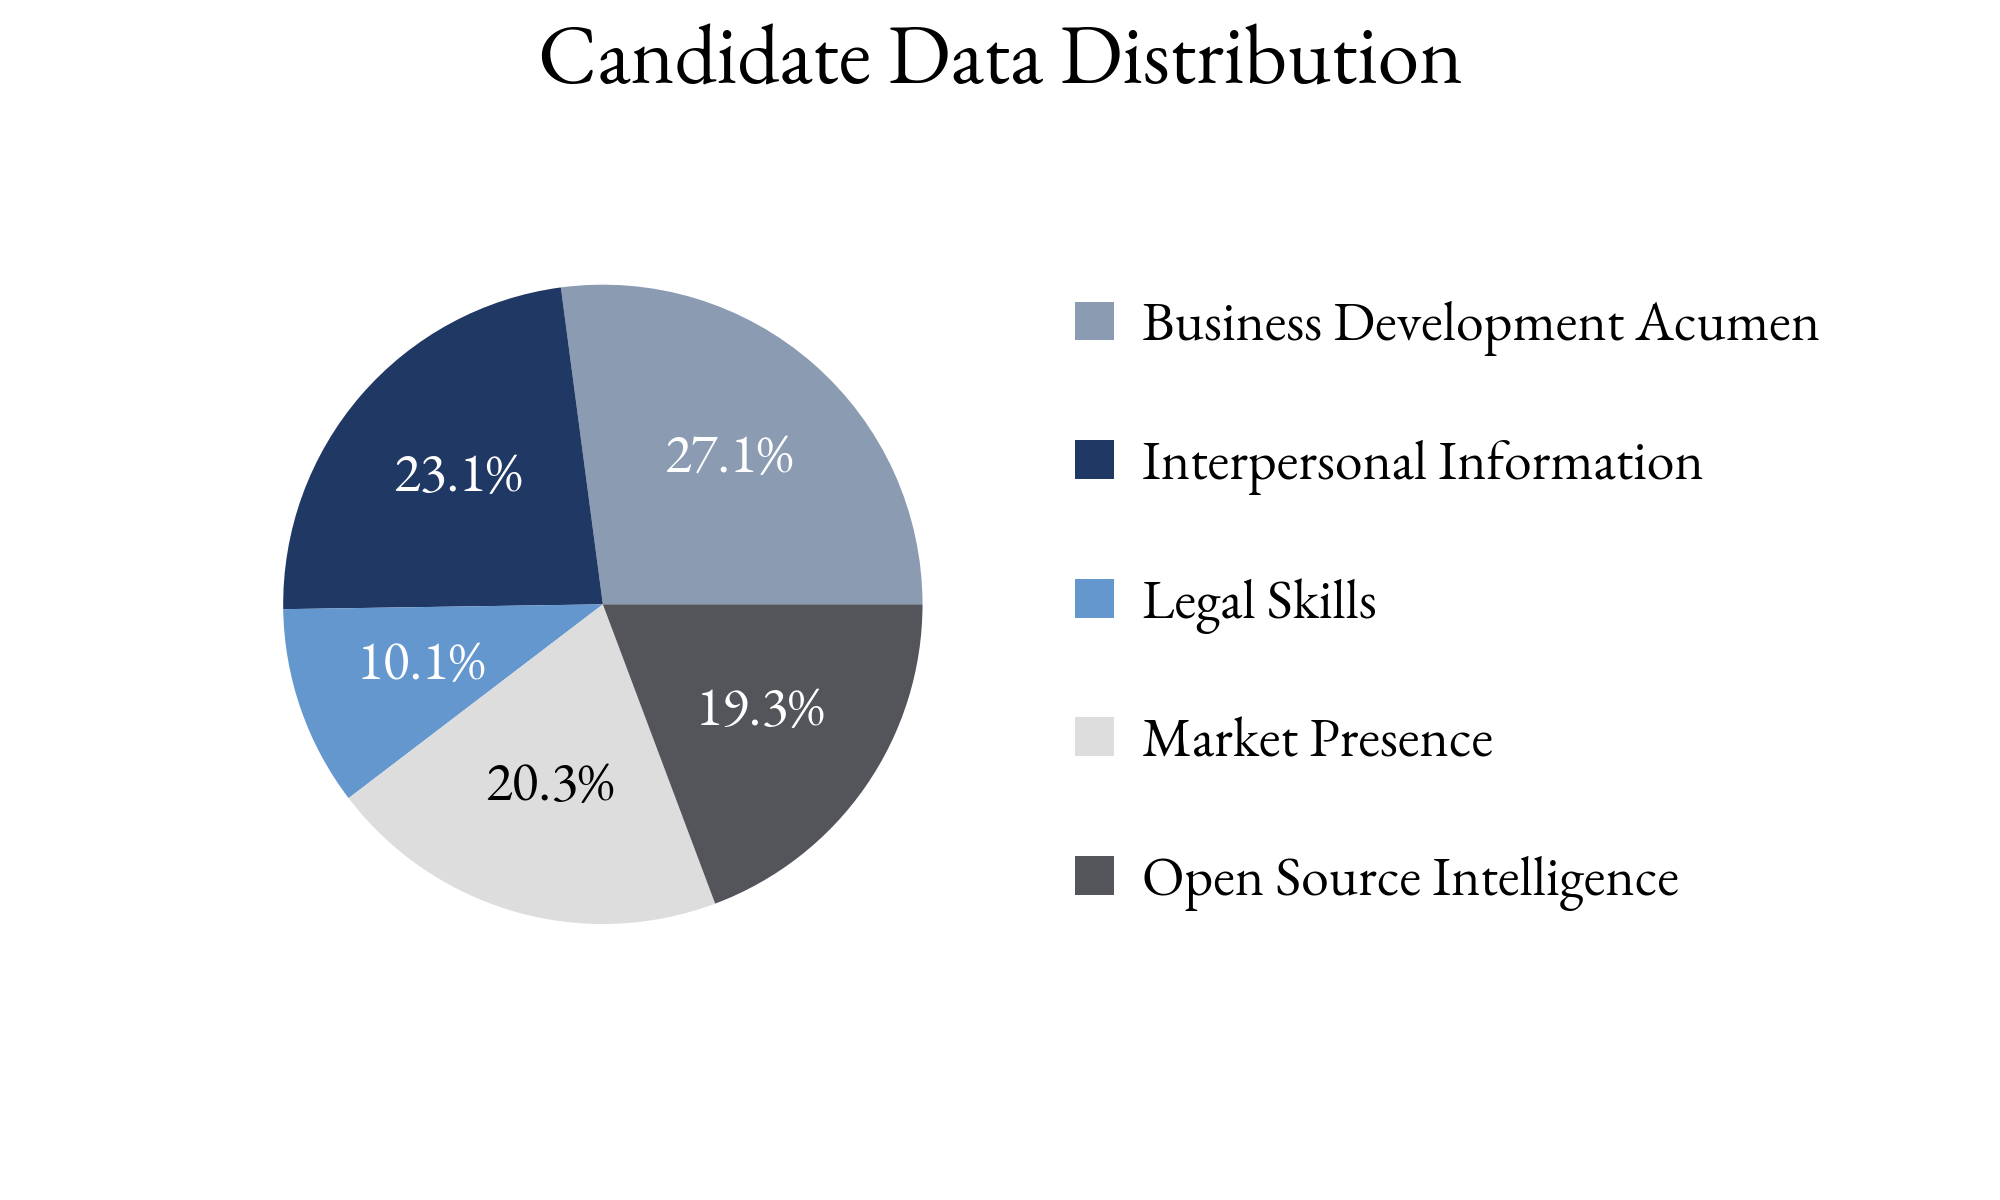 Candidate Data Distribution
27.1%
23.1%
10.1%
20.3%
19.3%
Business Development Acumen
Interpersonal Information
Legal Skills
Market Presence
Open Source Intelligence